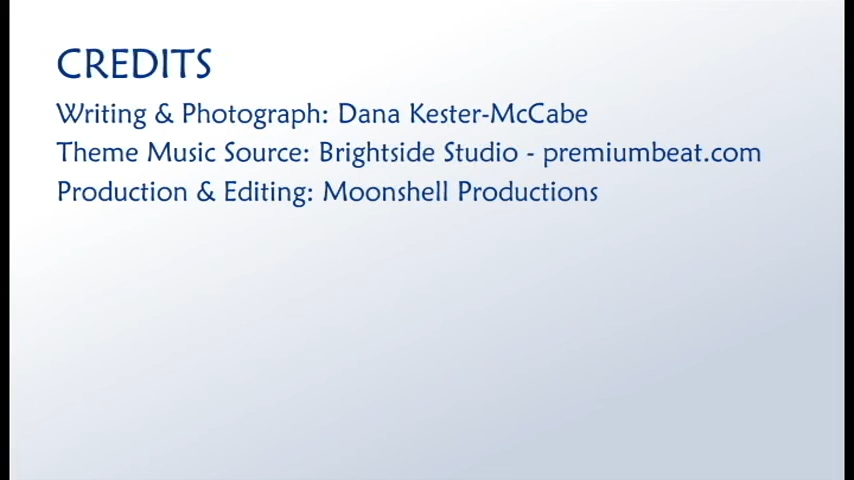 CREDITS
Writing & Photograph: Dana Kester-McCabe
Theme Music Source: Brightside Studio - premiumbeat.com
Production & Editing: Moonshell Productions